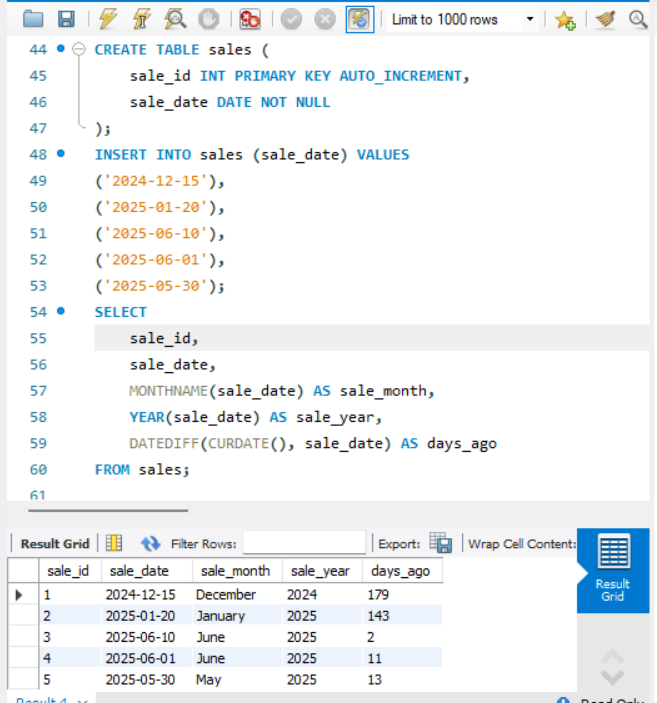 Limit to 1000 rows
44 CREATE TABLE sales (
45 sale_id INT PRIMARY KEY AUTO_INCREMENT,
46 sale_date DATE NOT NULL
47 );
48 INSERT INTO sales (sale_date) VALUES
49 ('2024-12-15'),
50 ('2025-01-20'),
51 ('2025-06-10'),
52 ('2025-06-01'),
53 ('2025-05-30');
54 SELECT
55 sale_id,
56 sale_date,
57 MONTHNAME(sale_date) AS sale_month,
58 YEAR(sale_date) AS sale_year,
59 DATEDIFF(CURDATE(), sale_date) AS days_ago
60 FROM sales;
61
Result Grid Filter Rows: Export: Wrap Cell Content:
sale_id sale_date sale_month sale_year days_ago
1 2024-12-15 December 2024 179
2 2025-01-20 January 2025 143
3 2025-06-10 June 2025 2
4 2025-06-01 June 2025 11
5 2025-05-30 May 2025 13
Result
Grid
Result 4 Read Only